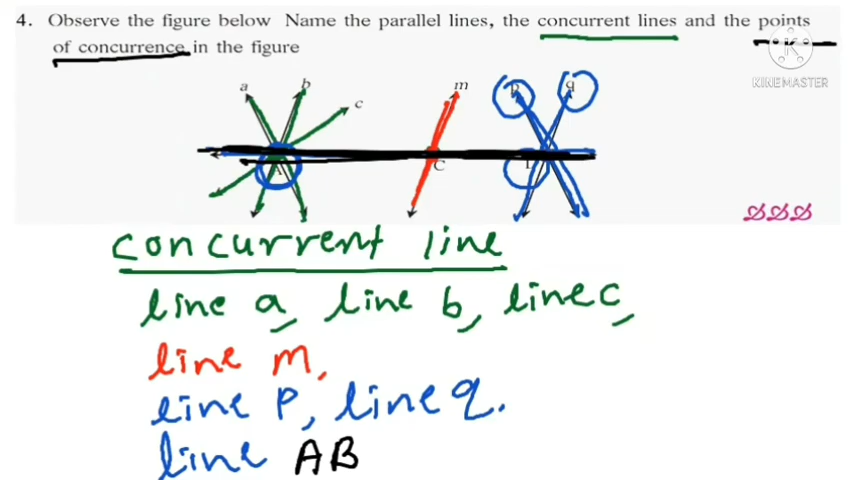 4. Observe the figure below Name the parallel lines, the concurrent lines and the points
of concurrence in the figure
K
KINEMASTER
a b c m p q
A C
concurrent line
line a, line b, line c,
line m,
line p, line q.
line AB